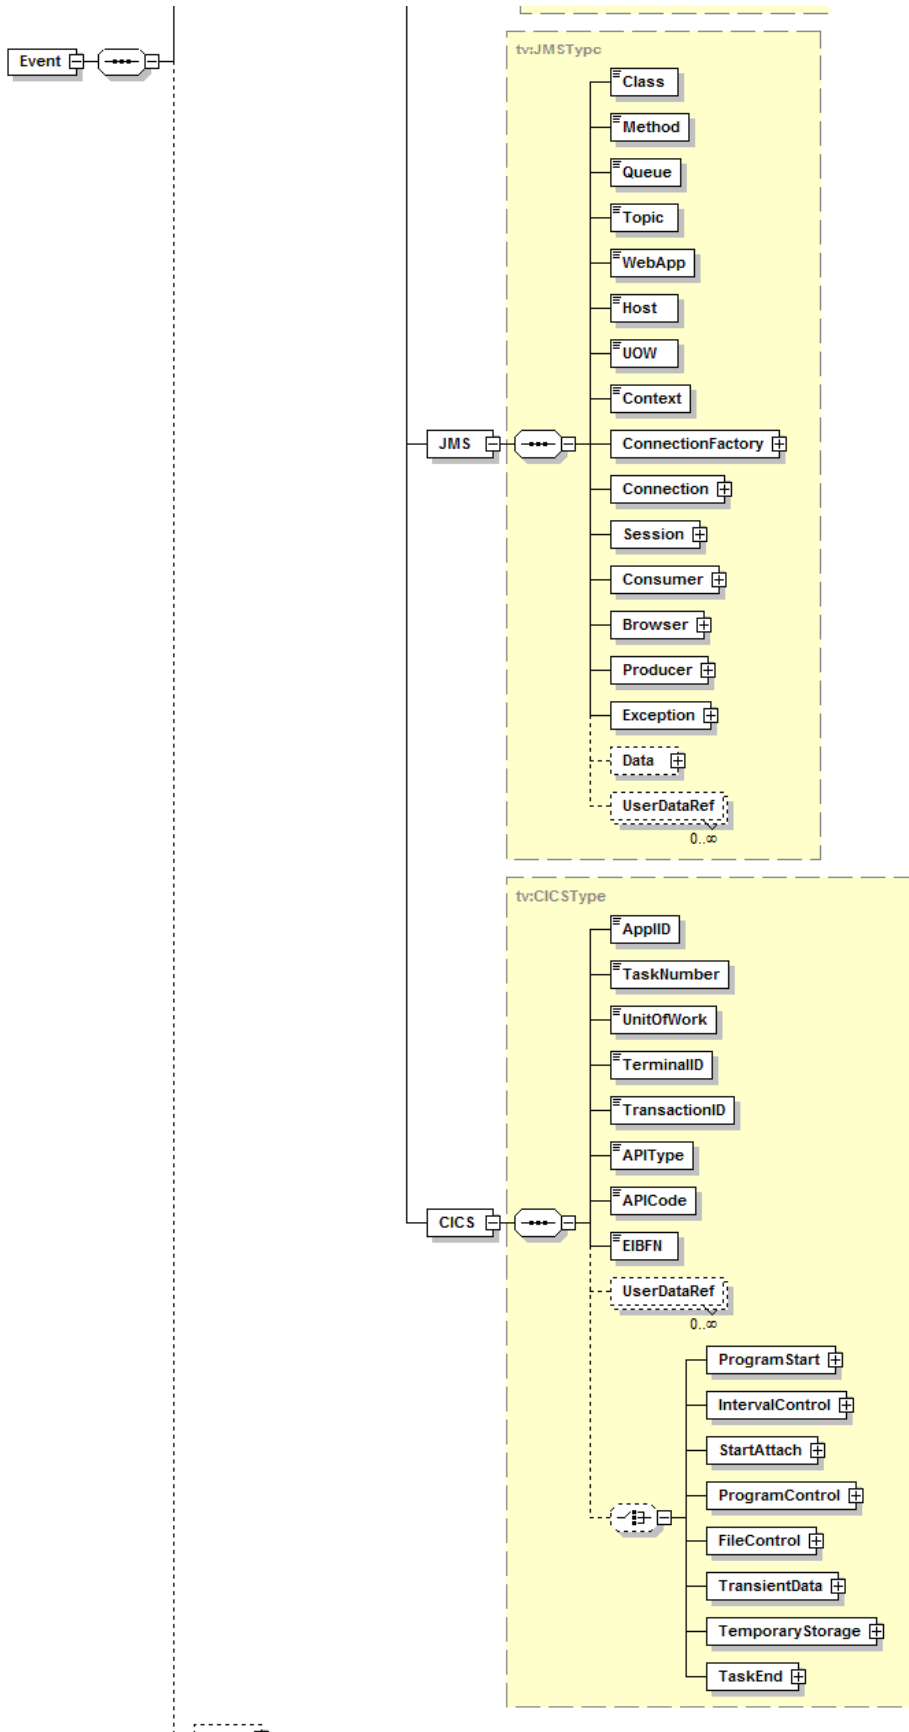 Event
tv:JMSType
Class
Method
Queue
Topic
WebApp
Host
UOW
Context
JMS
ConnectionFactory
Connection
Session
Consumer
Browser
Producer
Exception
Data
UserDataRef
0..∞
tv:CICSType
ApplID
TaskNumber
UnitOfWork
TerminalID
TransactionID
APIType
APICode
CICS
EIBFN
UserDataRef
0..∞
ProgramStart
IntervalControl
StartAttach
ProgramControl
FileControl
TransientData
TemporaryStorage
TaskEnd